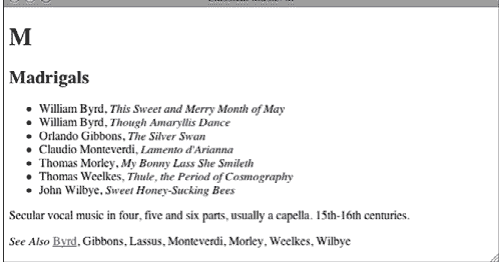 M
Madrigals
William Byrd, This Sweet and Merry Month of May
William Byrd, Though Amaryllis Dance
Orlando Gibbons, The Silver Swan
Claudio Monteverdi, Lamento d'Arianna
Thomas Morley, My Bonny Lass She Smileth
Thomas Weelkes, Thule, the Period of Cosmography
John Wilbye, Sweet Honey-Sucking Bees
Secular vocal music in four, five and six parts, usually a capella. 15th-16th centuries.
See Also Byrd, Gibbons, Lassus, Monteverdi, Morley, Weelkes, Wilbye